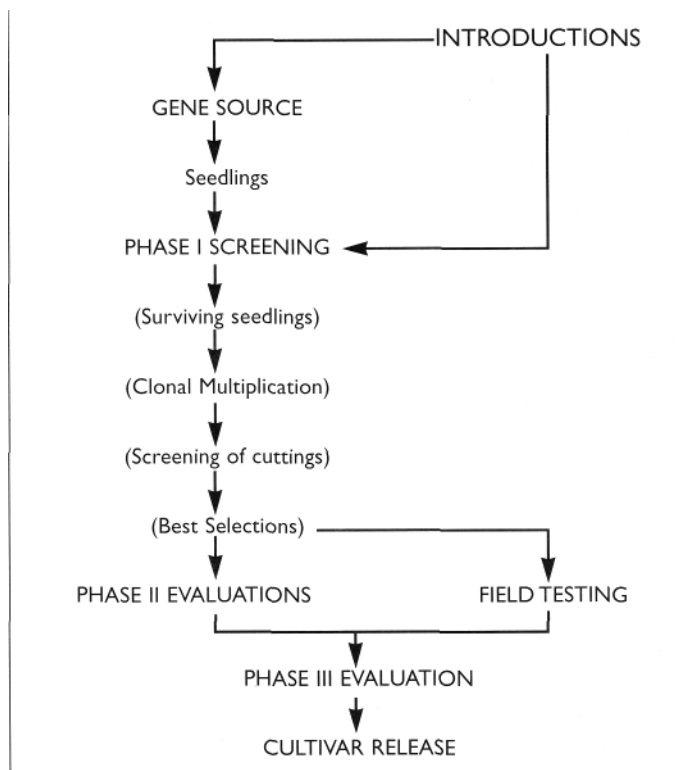 INTRODUCTIONS
GENE SOURCE
Seedlings
PHASE I SCREENING
(Surviving seedlings)
(Clonal Multiplication)
(Screening of cuttings)
(Best Selections)
PHASE II EVALUATIONS
FIELD TESTING
PHASE III EVALUATION
CULTIVAR RELEASE